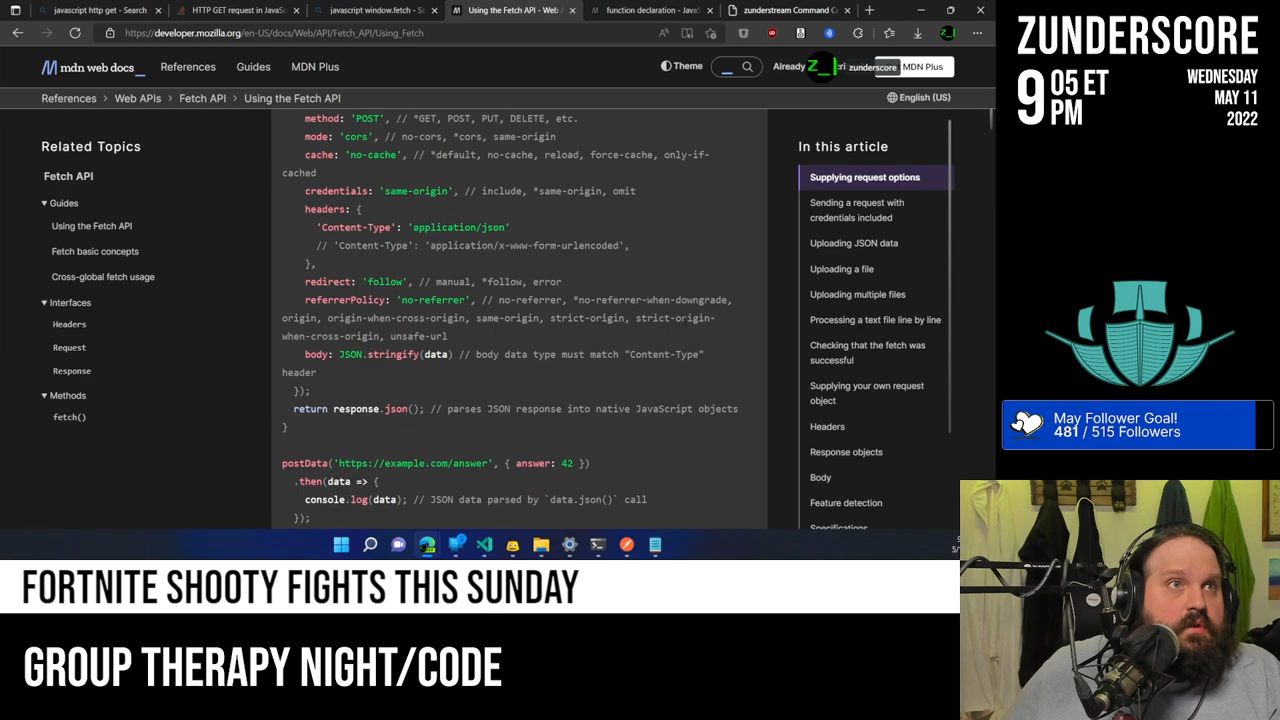 javascript http get - Search
HTTP GET request in JavaSc
javascript window.fetch - Se
Using the Fetch API - Web A
function declaration - JavaS
zunderstream Command Co
https://developer.mozilla.org/en-US/docs/Web/API/Fetch_API/Using_Fetch
mdn web docs_
References
Guides
MDN Plus
Theme
Already
zunderscore
MDN Plus
References > Web APIs > Fetch API > Using the Fetch API
English (US)
Related Topics
Fetch API
Guides
Using the Fetch API
Fetch basic concepts
Cross-global fetch usage
Interfaces
Headers
Request
Response
Methods
fetch()
method: 'POST', // *GET, POST, PUT, DELETE, etc.
mode: 'cors', // no-cors, *cors, same-origin
cache: 'no-cache', // *default, no-cache, reload, force-cache, only-if-
cached
credentials: 'same-origin', // include, *same-origin, omit
headers: {
'Content-Type': 'application/json'
// 'Content-Type': 'application/x-www-form-urlencoded',
},
redirect: 'follow', // manual, *follow, error
referrerPolicy: 'no-referrer', // no-referrer, *no-referrer-when-downgrade,
origin, origin-when-cross-origin, same-origin, strict-origin, strict-origin-
when-cross-origin, unsafe-url
body: JSON.stringify(data) // body data type must match "Content-Type"
header
});
return response.json(); // parses JSON response into native JavaScript objects
}
postData('https://example.com/answer', { answer: 42 })
.then(data => {
console.log(data); // JSON data parsed by `data.json()` call
});
In this article
Supplying request options
Sending a request with
credentials included
Uploading JSON data
Uploading a file
Uploading multiple files
Processing a text file line by line
Checking that the fetch was
successful
Supplying your own request
object
Headers
Response objects
Body
Feature detection
Specifications
ZUNDERSCORE
9 05 ET
PM
WEDNESDAY
MAY 11
2022
May Follower Goal!
481 / 515 Followers
FORTNITE SHOOTY FIGHTS THIS SUNDAY
GROUP THERAPY NIGHT/CODE